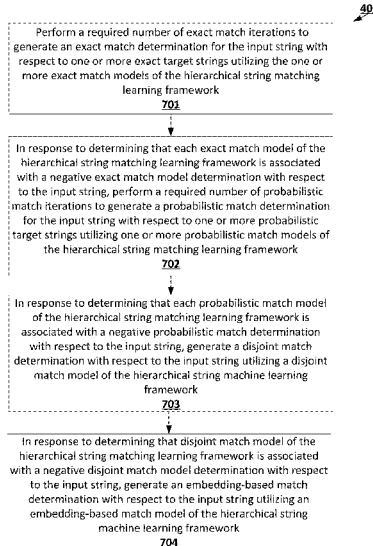 40
Perform a required number of exact match iterations to
generate an exact match determination for the input string with
respect to one or more exact target strings utilizing the one or
more exact match models of the hierarchical string matching
learning framework
701
In response to determining that each exact match model of the
hierarchical string matching learning framework is associated
with a negative exact match model determination with respect
to the input string, perform a required number of probabilistic
match iterations to generate a probabilistic match determination
for the input string with respect to one or more probabilistic
target strings utilizing one or more probabilistic match models of
the hierarchical string matching learning framework
702
In response to determining that each probabilistic match model
of the hierarchical string matching learning framework is
associated with a negative probabilistic match determination
with respect to the input string, generate a disjoint match
determination with respect to the input string utilizing a disjoint
match model of the hierarchical string machine learning
framework
703
In response to determining that disjoint match model of the
hierarchical string matching learning framework is associated
with a negative disjoint match model determination with respect
to the input string, generate an embedding-based match
determination with respect to the input string utilizing an
embedding-based match model of the hierarchical string
machine learning framework
704